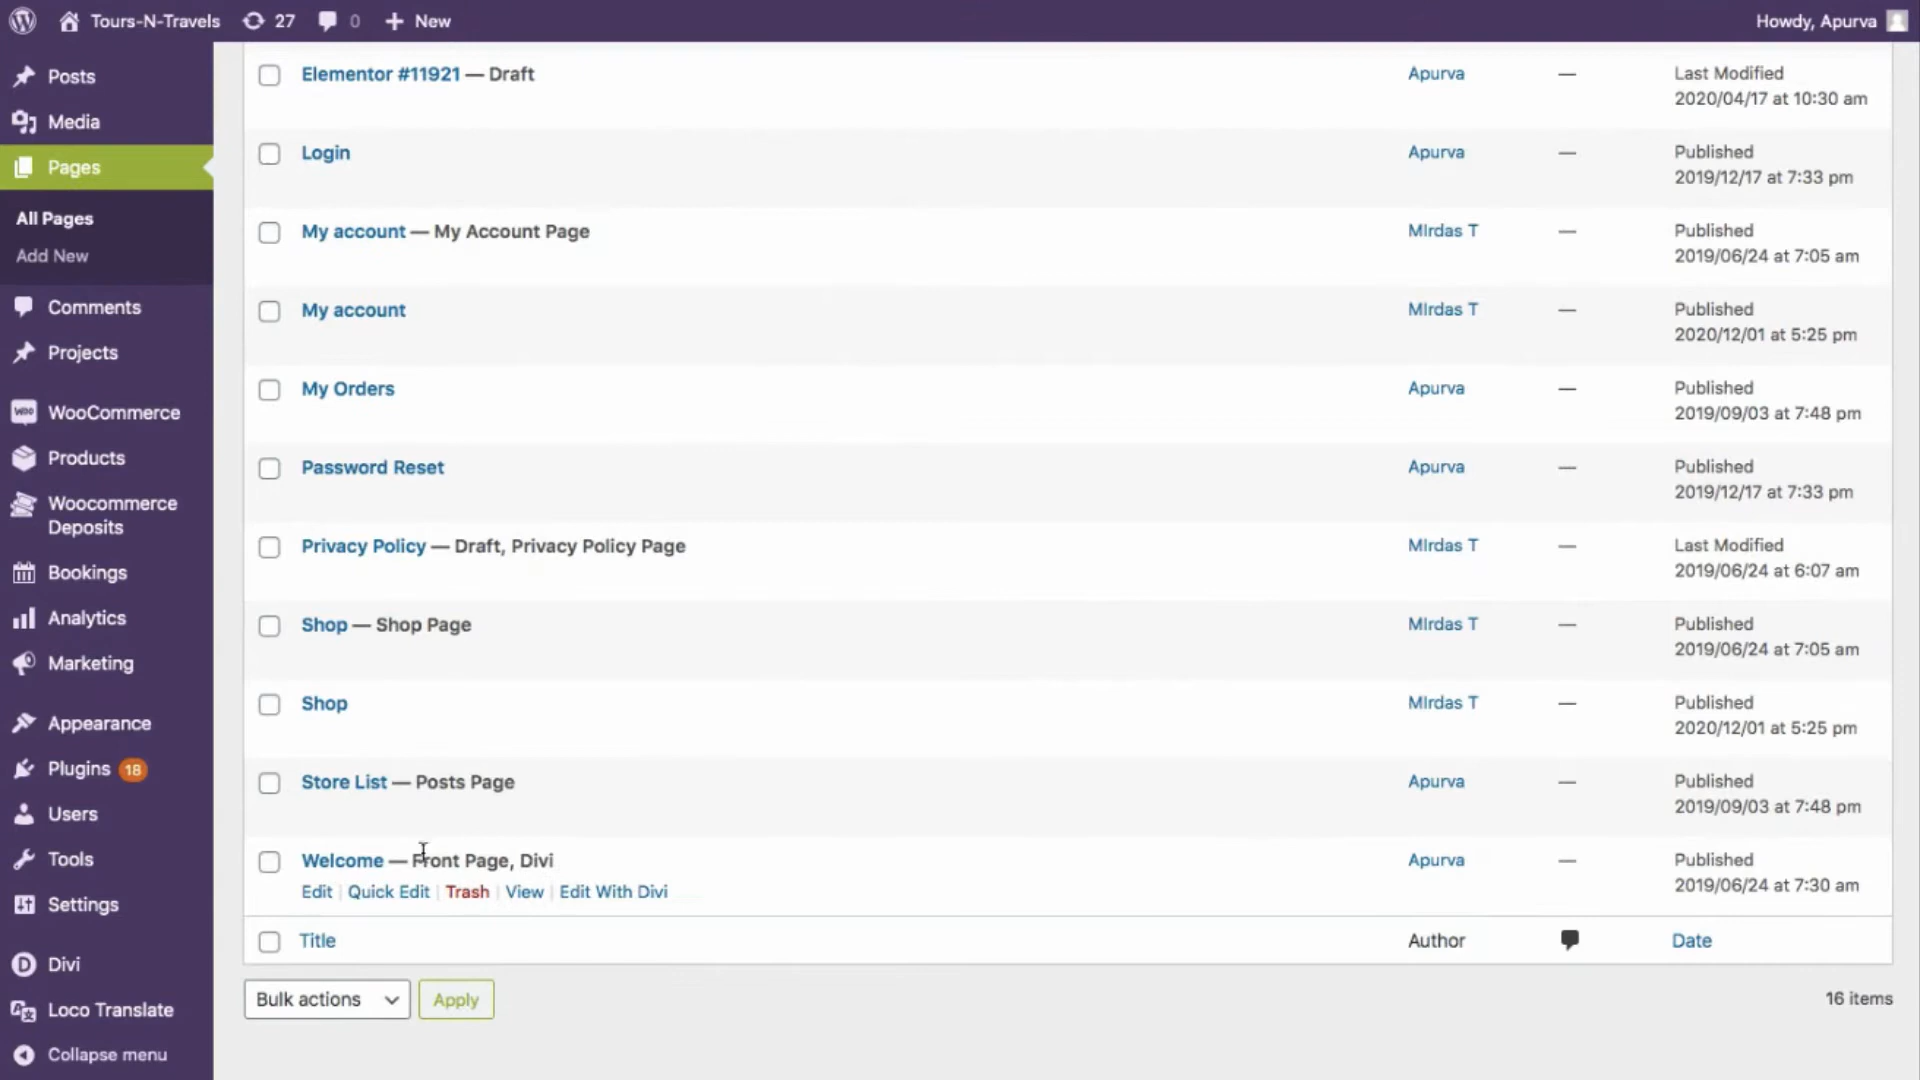 Tours-N-Travels 27 0 New Howdy, Apurva
Posts
Media
Pages
All Pages
Add New
Comments
Projects
WooCommerce
Products
Woocommerce
Deposits
Bookings
Analytics
Marketing
Appearance
Plugins 18
Users
Tools
Settings
Divi
Loco Translate
Collapse menu
Elementor #11921 — Draft Apurva — Last Modified
2020/04/17 at 10:30 am
Login Apurva — Published
2019/12/17 at 7:33 pm
My account — My Account Page MIrdas T — Published
2019/06/24 at 7:05 am
My account MIrdas T — Published
2020/12/01 at 5:25 pm
My Orders Apurva — Published
2019/09/03 at 7:48 pm
Password Reset Apurva — Published
2019/12/17 at 7:33 pm
Privacy Policy — Draft, Privacy Policy Page MIrdas T — Last Modified
2019/06/24 at 6:07 am
Shop — Shop Page MIrdas T — Published
2019/06/24 at 7:05 am
Shop MIrdas T — Published
2020/12/01 at 5:25 pm
Store List — Posts Page Apurva — Published
2019/09/03 at 7:48 pm
Welcome — Front Page, Divi Apurva — Published
2019/06/24 at 7:30 am
Edit | Quick Edit | Trash | View | Edit With Divi
Title Author Date
Bulk actions Apply 16 items